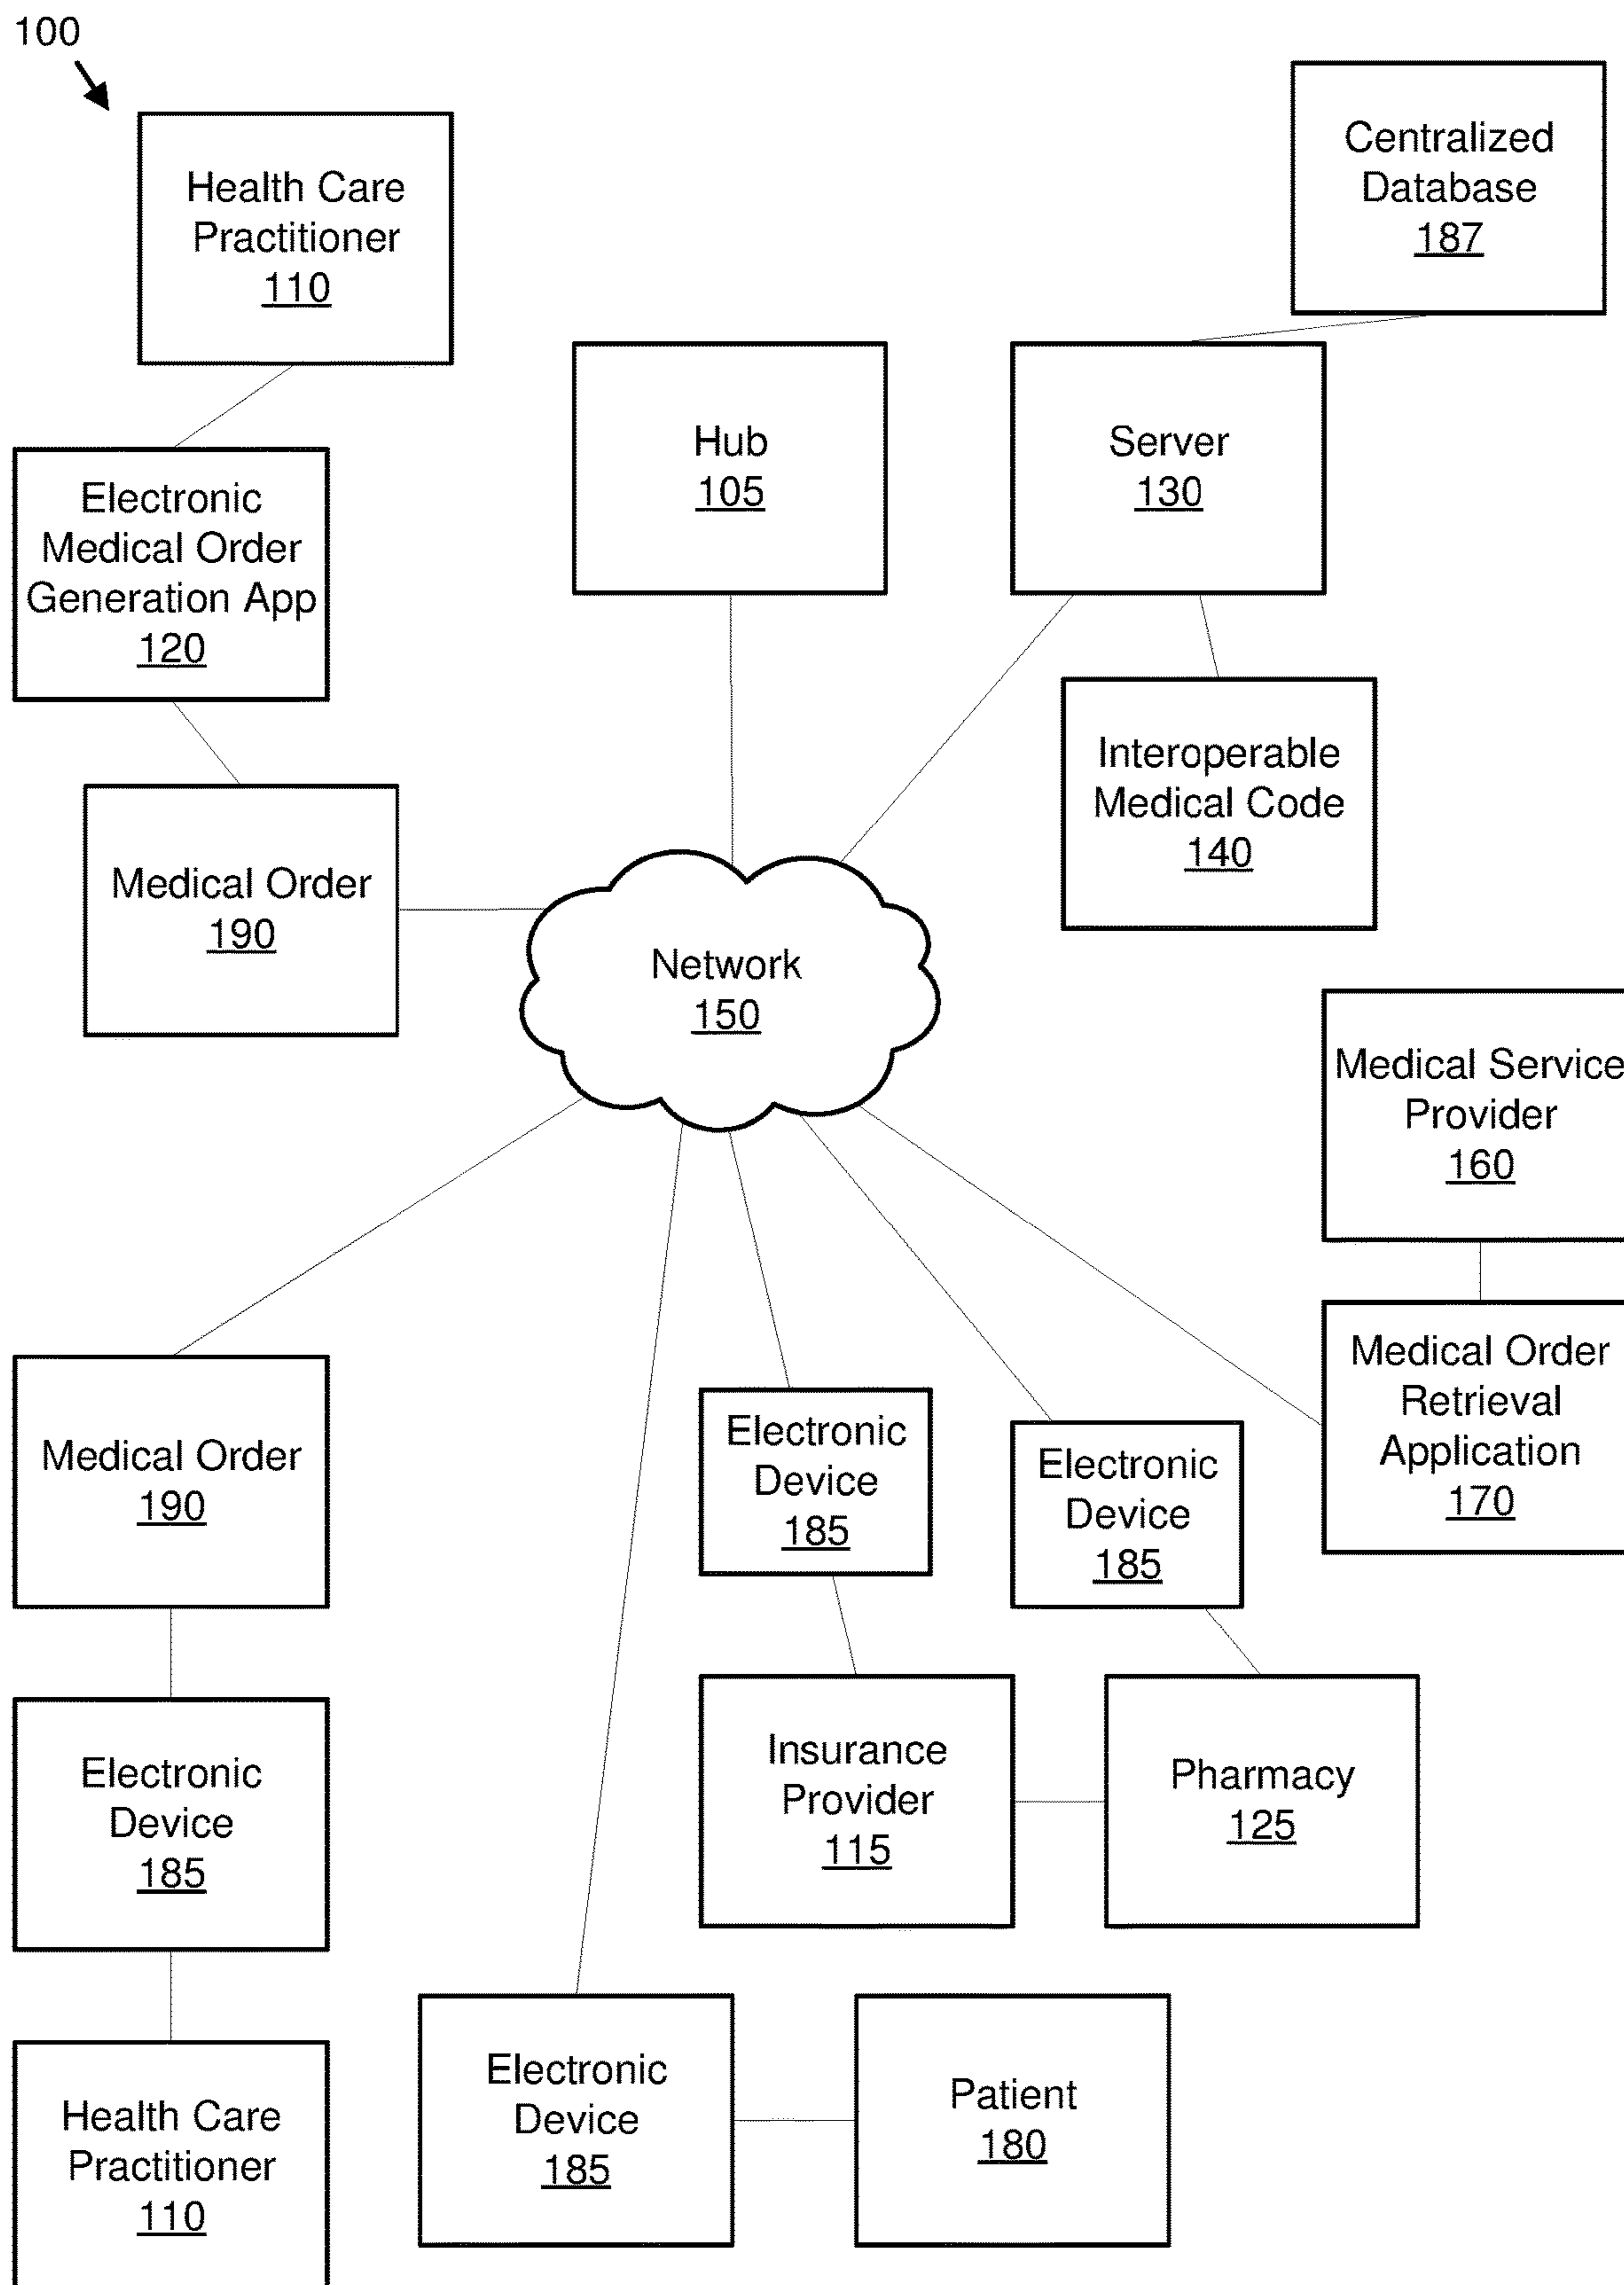 100
Health Care
Practitioner
110
Centralized
Database
187
Electronic
Medical Order
Generation App
120
Hub
105
Server
130
Interoperable
Medical Code
140
Medical Order
190
Network
150
Medical Service
Provider
160
Medical Order
Retrieval
Application
170
Medical Order
190
Electronic
Device
185
Electronic
Device
185
Electronic
Device
185
Insurance
Provider
115
Pharmacy
125
Health Care
Practitioner
110
Electronic
Device
185
Patient
180